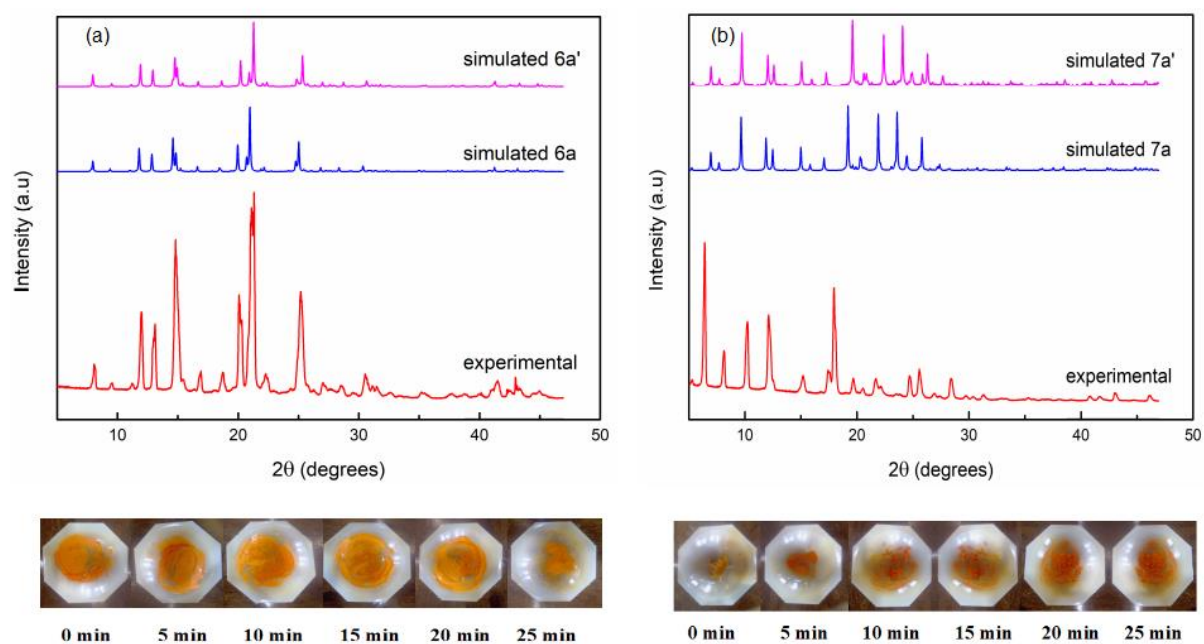 (a)
simulated 6a'
simulated 6a
experimental
Intensity (a.u)
10 20 30 40 50
2θ (degrees)
0 min 5 min 10 min 15 min 20 min 25 min
(b)
simulated 7a'
simulated 7a
experimental
Intensity (a.u)
10 20 30 40 50
2θ (degrees)
0 min 5 min 10 min 15 min 20 min 25 min